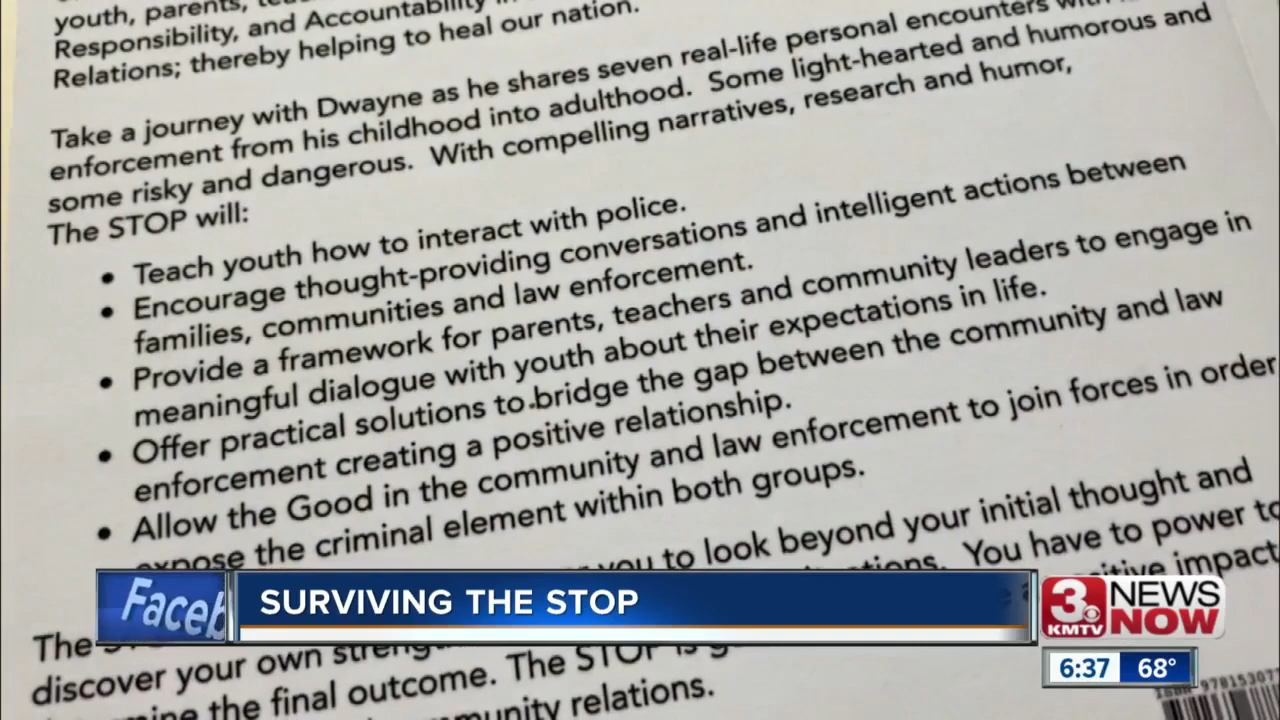 youth, parents,
Responsibility, and Accountability
Relations; thereby helping to heal our nation.
Take a journey with Dwayne as he shares seven real-life personal encounters
enforcement from his childhood into adulthood. Some light-hearted and humorous and
some risky and dangerous. With compelling narratives, research and humor,
The STOP will:
• Teach youth how to interact with police.
• Encourage thought-providing conversations and intelligent actions between
families, communities and law enforcement.
• Provide a framework for parents, teachers and community leaders to engage in
meaningful dialogue with youth about their expectations in life.
• Offer practical solutions to bridge the gap between the community and law
enforcement creating a positive relationship.
• Allow the Good in the community and law enforcement to join forces in order
expose the criminal element within both groups.
you to look beyond your initial thought and
You have to power to
impact
The
discover your own
the final outcome. The STOP is
relations.
Faceb
SURVIVING THE STOP
3 KMTV NEWS NOW
6:37 68°